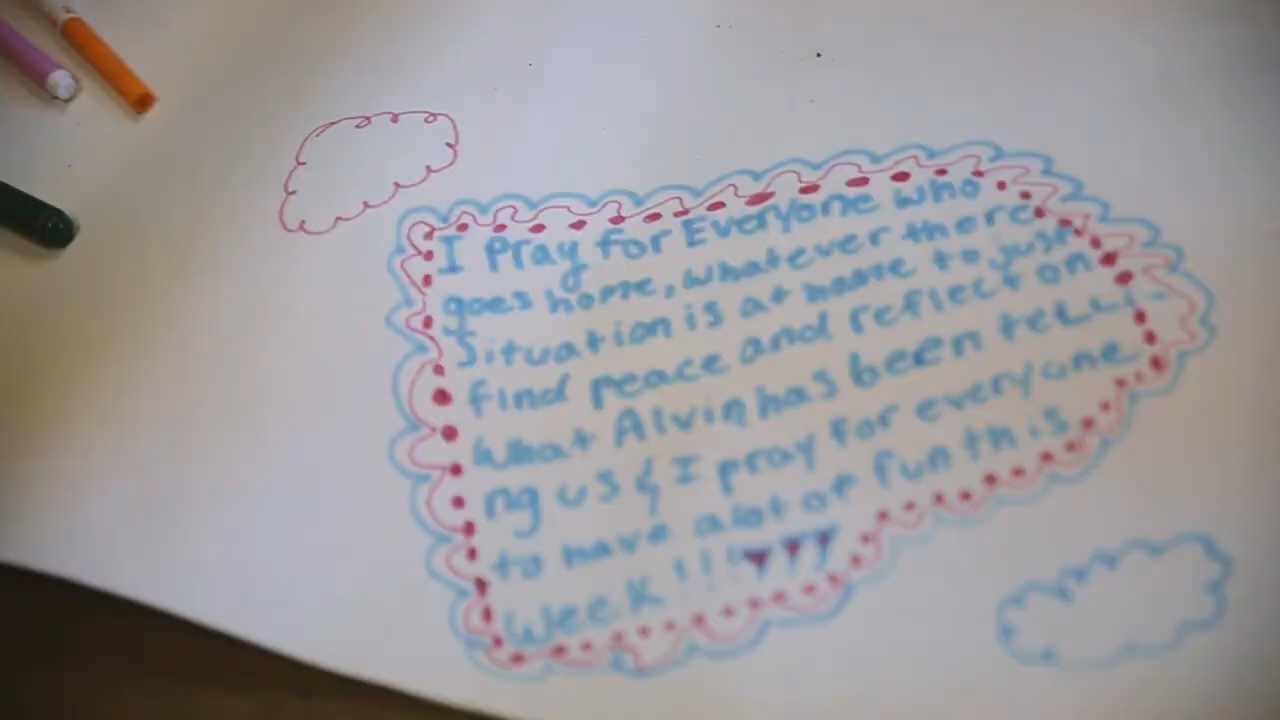 I Pray for Everyone who
goes home, whatever there
Situation is at home to just
find peace and reflect on
what Alvin has been telli-
ng us & I pray for everyone
to have a lot of fun this
week!!!